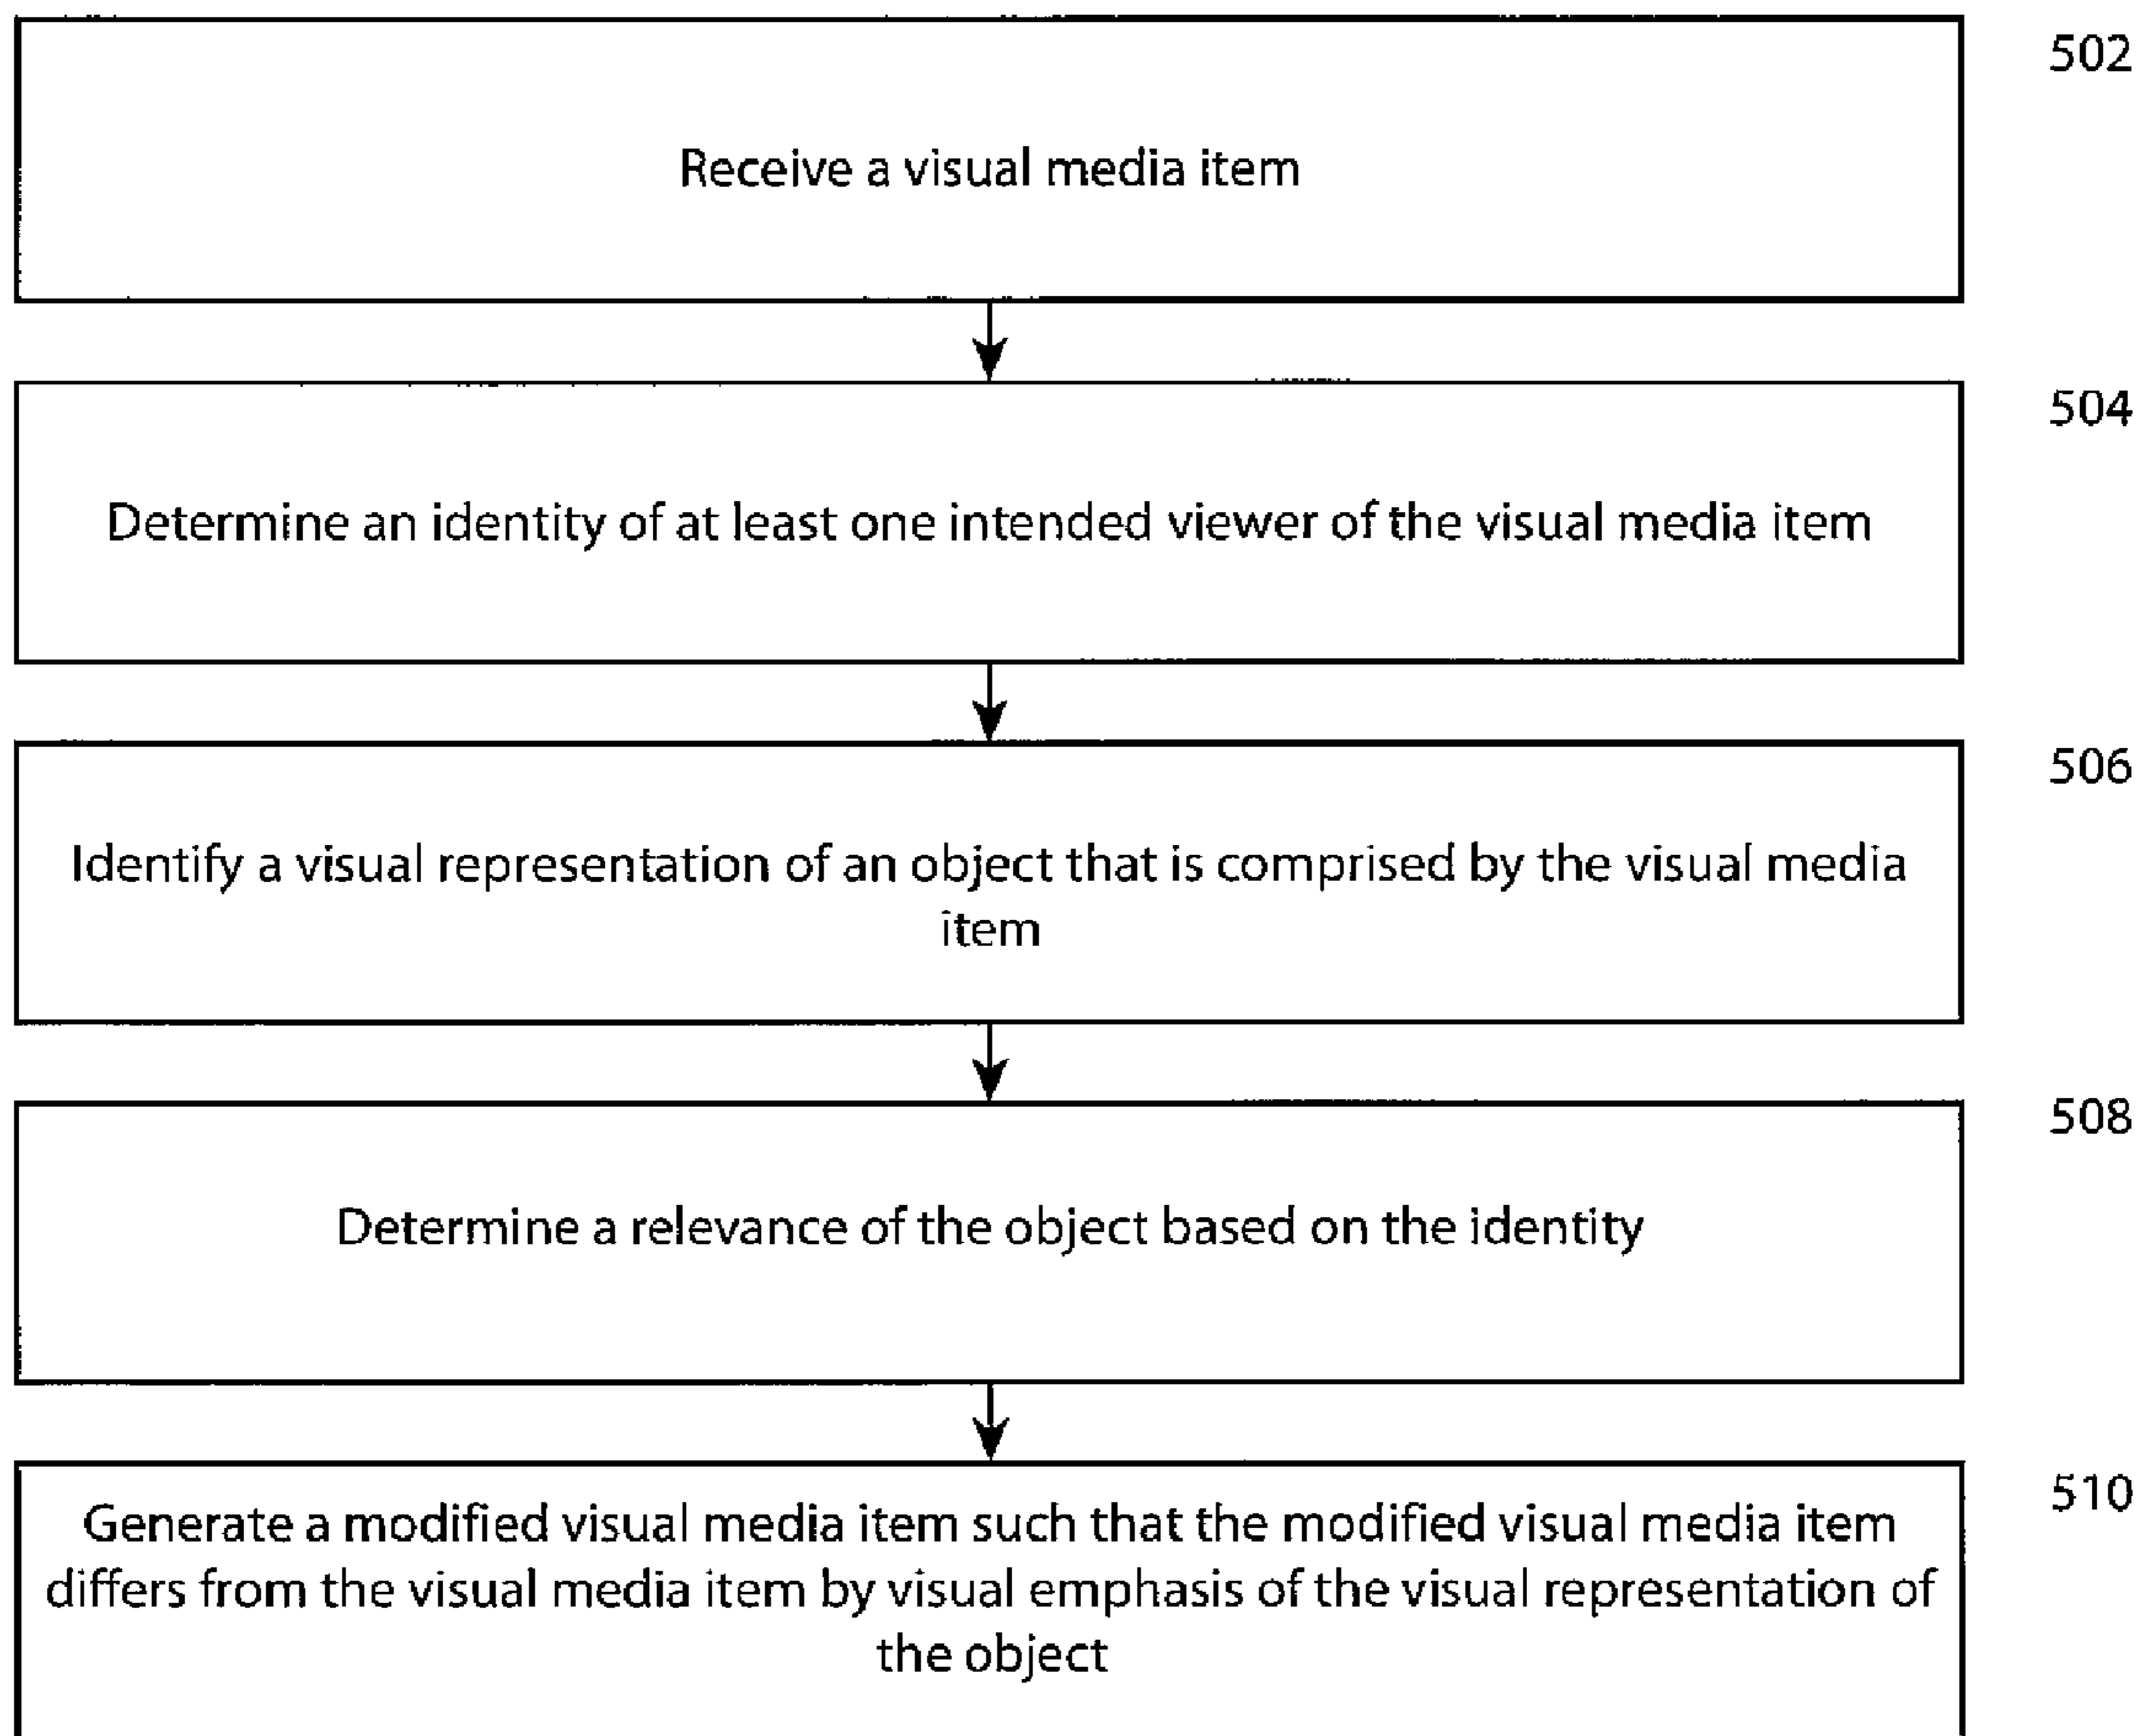 502
Receive a visual media item
504
Determine an identity of at least one intended viewer of the visual media item
506
Identify a visual representation of an object that is comprised by the visual media
item
508
Determine a relevance of the object based on the identity
510
Generate a modified visual media item such that the modified visual media item
differs from the visual media item by visual emphasis of the visual representation of
the object